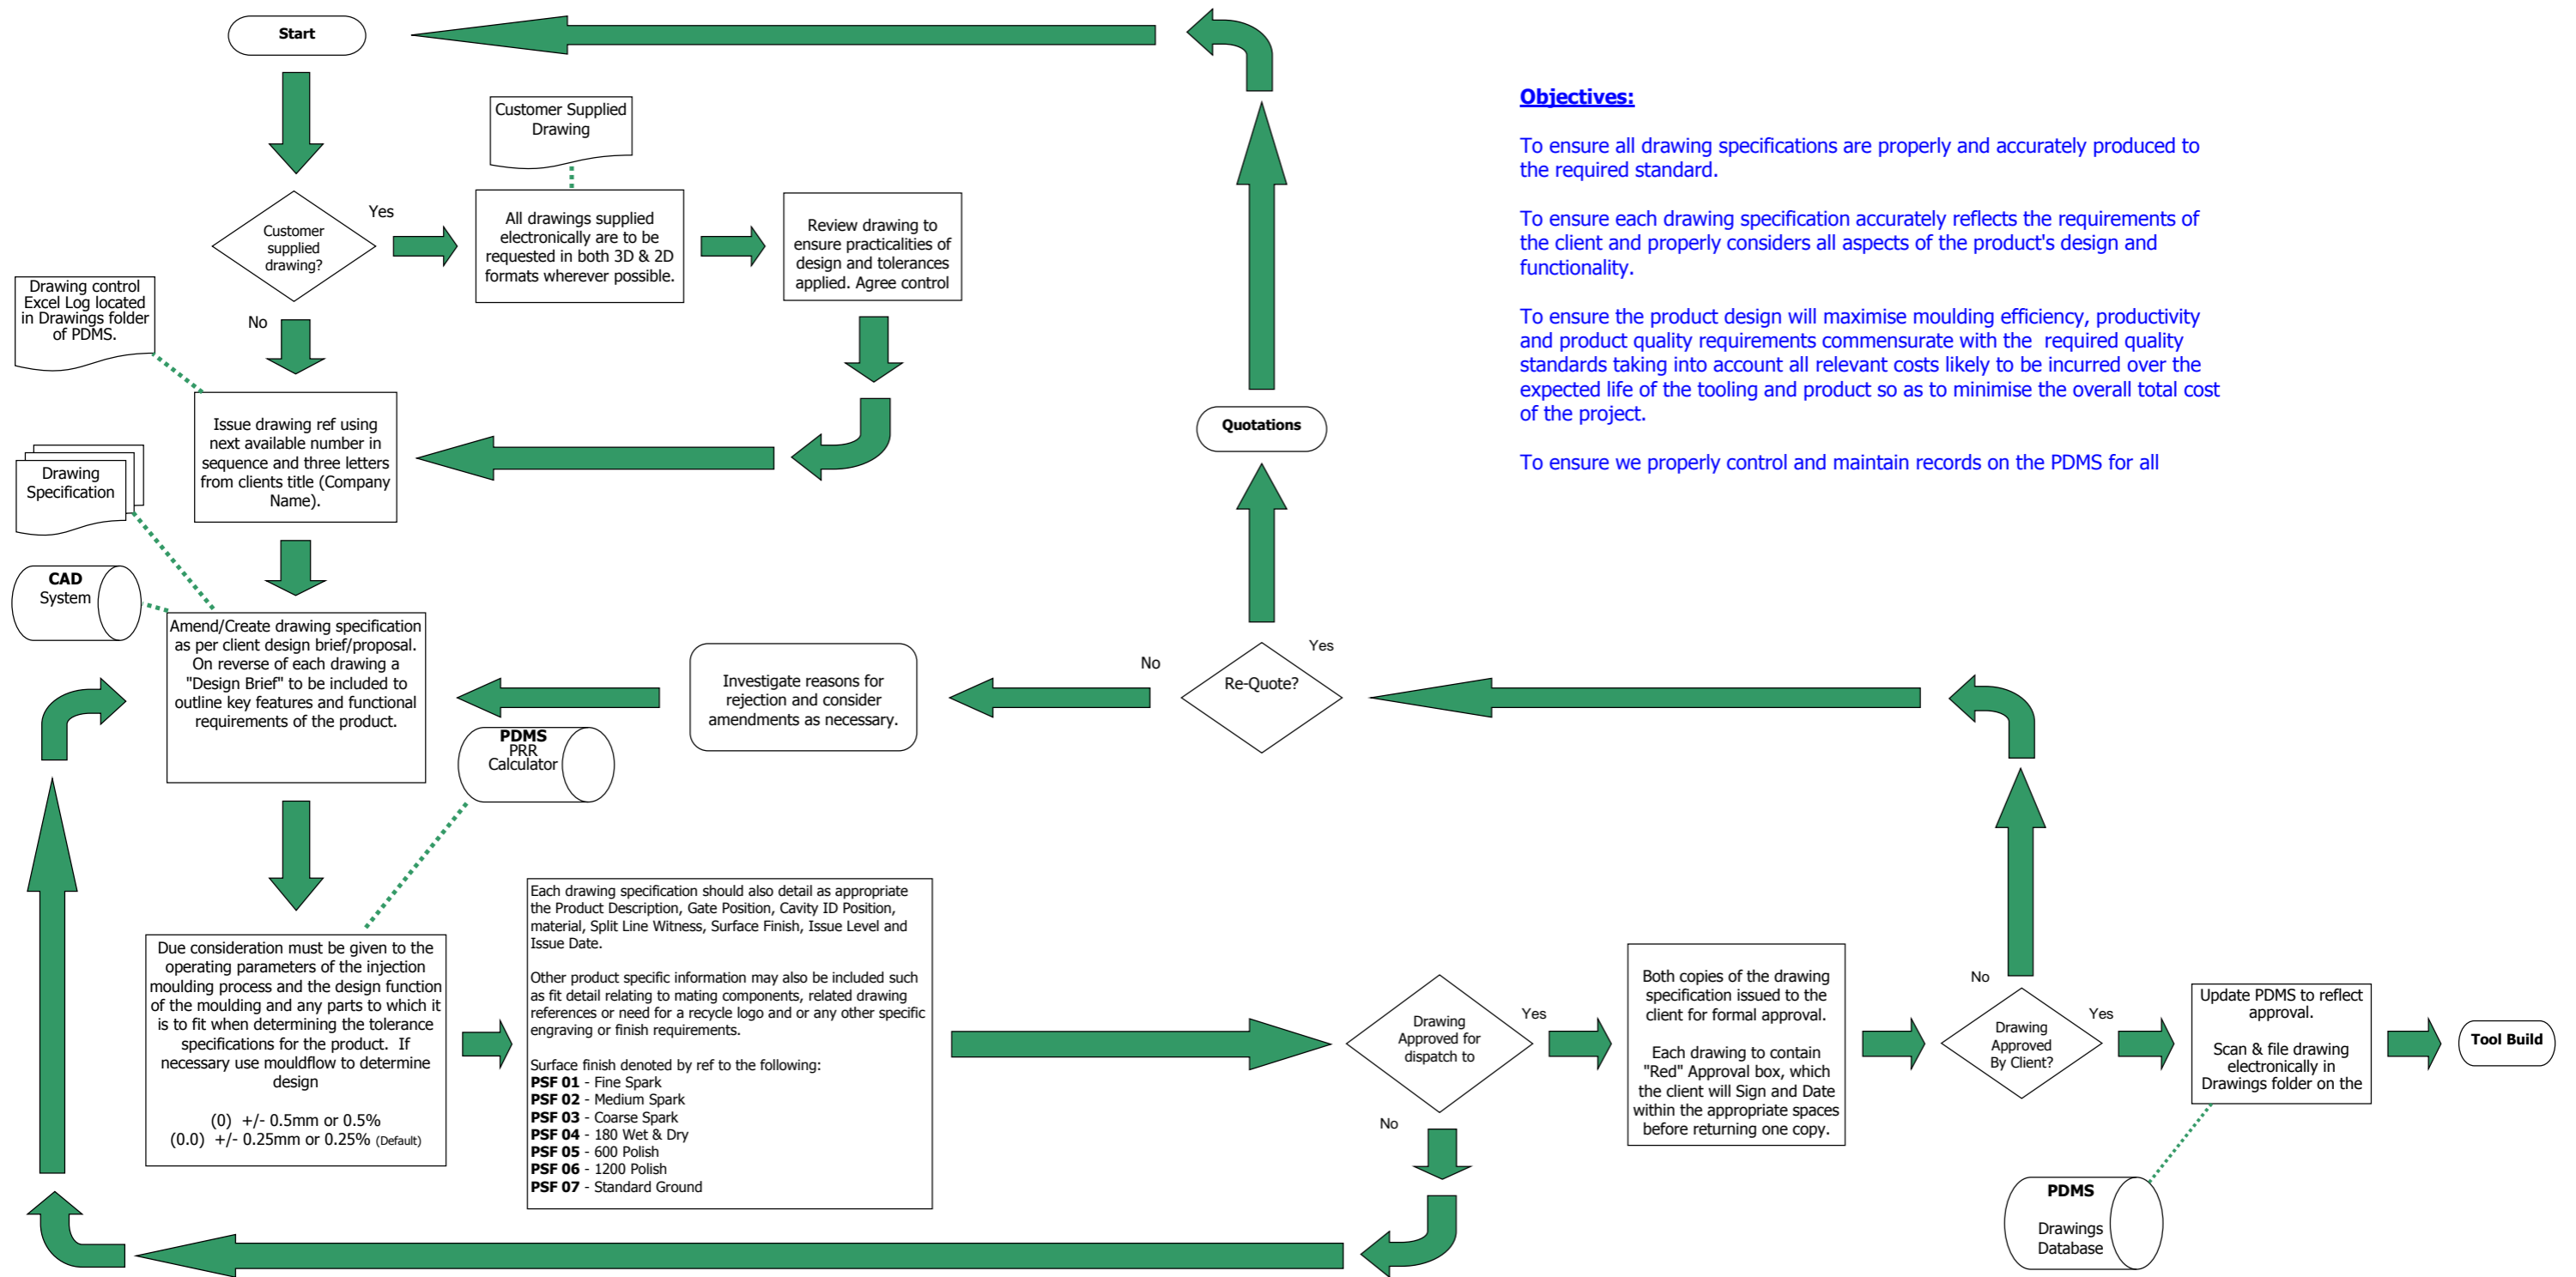 Start
Objectives:
To ensure all drawing specifications are properly and accurately produced to
the required standard.
To ensure each drawing specification accurately reflects the requirements of
the client and properly considers all aspects of the product's design and
functionality.
To ensure the product design will maximise moulding efficiency, productivity
and product quality requirements commensurate with the  required quality
standards taking into account all relevant costs likely to be incurred over the
expected life of the tooling and product so as to minimise the overall total cost
of the project.
To ensure we properly control and maintain records on the PDMS for all
Customer Supplied
Drawing
Customer
supplied
drawing?
Yes
No
All drawings supplied
electronically are to be
requested in both 3D & 2D
formats wherever possible.
Review drawing to
ensure practicalities of
design and tolerances
applied. Agree control
Drawing control
Excel Log located
in Drawings folder
of PDMS.
Issue drawing ref using
next available number in
sequence and three letters
from clients title (Company
Name).
Quotations
Drawing
Specification
CAD
System
Amend/Create drawing specification
as per client design brief/proposal.
On reverse of each drawing a
"Design Brief" to be included to
outline key features and functional
requirements of the product.
Investigate reasons for
rejection and consider
amendments as necessary.
No
Re-Quote?
Yes
PDMS
PRR
Calculator
Due consideration must be given to the
operating parameters of the injection
moulding process and the design function
of the moulding and any parts to which it
is to fit when determining the tolerance
specifications for the product.  If
necessary use mouldflow to determine
design
(0)  +/- 0.5mm or 0.5%
(0.0)  +/- 0.25mm or 0.25% (Default)
Each drawing specification should also detail as appropriate
the Product Description, Gate Position, Cavity ID Position,
material, Split Line Witness, Surface Finish, Issue Level and
Issue Date.
Other product specific information may also be included such
as fit detail relating to mating components, related drawing
references or need for a recycle logo and or any other specific
engraving or finish requirements.
Surface finish denoted by ref to the following:
PSF 01 - Fine Spark
PSF 02 - Medium Spark
PSF 03 - Coarse Spark
PSF 04 - 180 Wet & Dry
PSF 05 - 600 Polish
PSF 06 - 1200 Polish
PSF 07 - Standard Ground
Drawing
Approved for
dispatch to
Yes
No
Both copies of the drawing
specification issued to the
client for formal approval.
Each drawing to contain
"Red" Approval box, which
the client will Sign and Date
within the appropriate spaces
before returning one copy.
No
Drawing
Approved
By Client?
Yes
Update PDMS to reflect
approval.
Scan & file drawing
electronically in
Drawings folder on the
Tool Build
PDMS
Drawings
Database